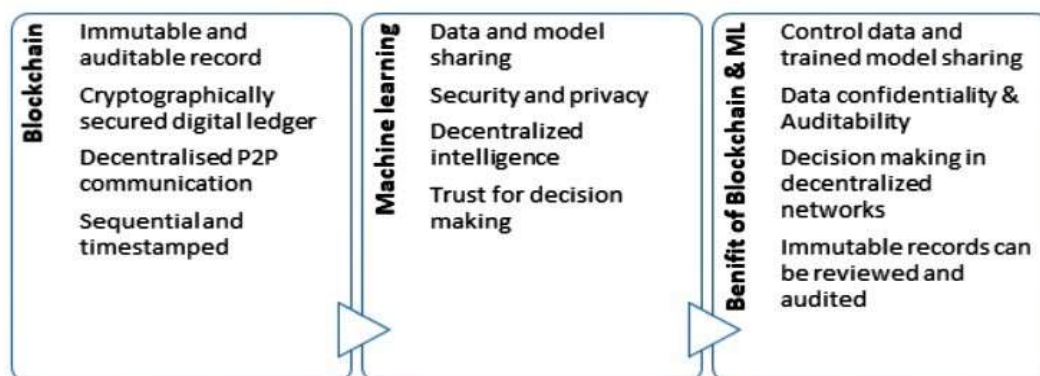 Blockchain
Immutable and
auditable record
Cryptographically
secured digital ledger
Decentralised P2P
communication
Sequential and
timestamped
Machine learning
Data and model
sharing
Security and privacy
Decentralized
intelligence
Trust for decision
making
Benifit of Blockchain & ML
Control data and
trained model sharing
Data confidentiality &
Auditability
Decision making in
decentralized
networks
Immutable records can
be reviewed and
audited